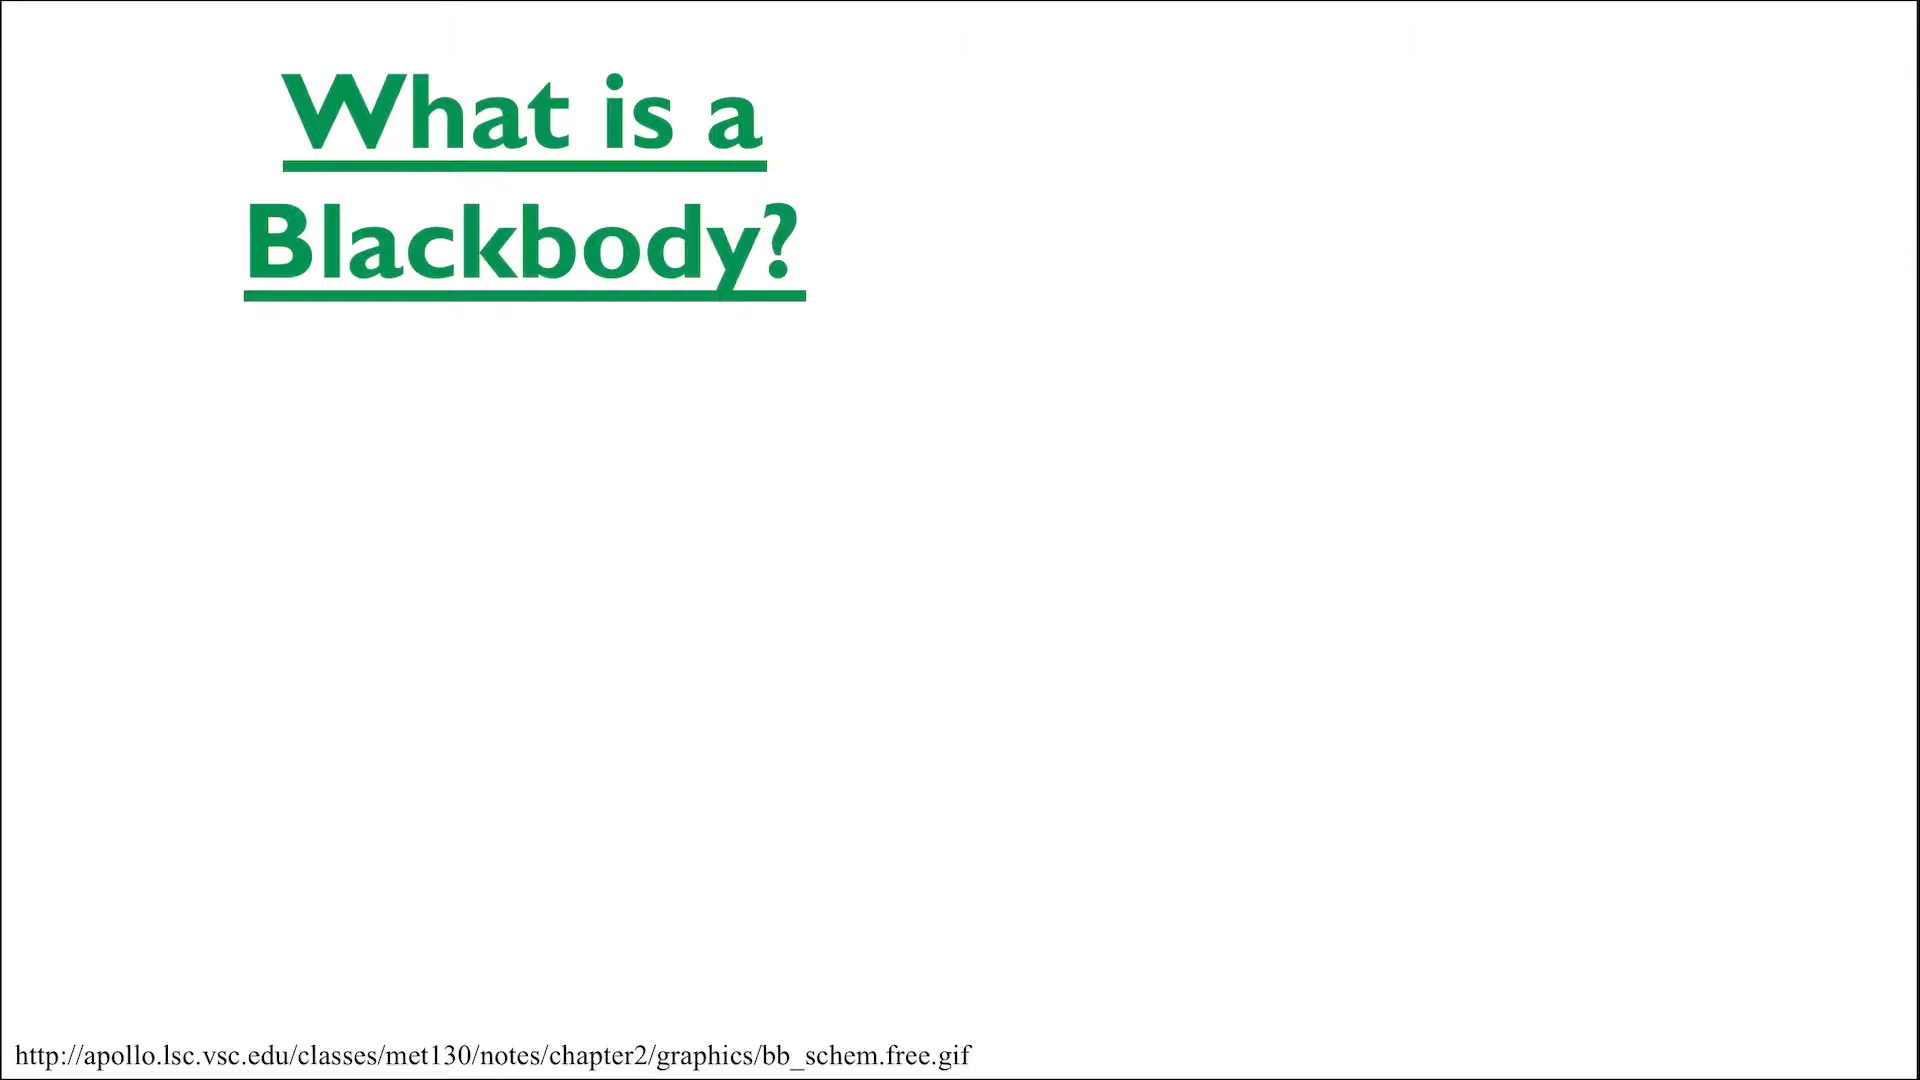 What is a
Blackbody?
http://apollo.lsc.vsc.edu/classes/met130/notes/chapter2/graphics/bb_schem.free.gif